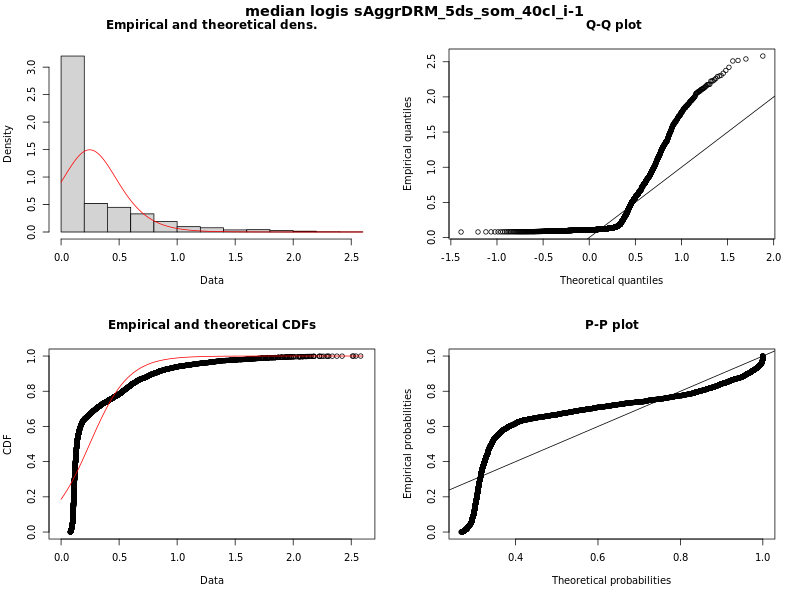 median logis sAggrDRM_5ds_som_40cl_i-1
Empirical and theoretical dens.
Density
0.0 0.5 1.0 1.5 2.0 2.5 3.0
0.0 0.5 1.0 1.5 2.0 2.5
Data
Q-Q plot
Empirical quantiles
0.0 0.5 1.0 1.5 2.0 2.5
-1.5 -1.0 -0.5 0.0 0.5 1.0 1.5 2.0
Theoretical quantiles
Empirical and theoretical CDFs
CDF
0.0 0.2 0.4 0.6 0.8 1.0
0.0 0.5 1.0 1.5 2.0 2.5
Data
P-P plot
Empirical probabilities
0.0 0.2 0.4 0.6 0.8 1.0
0.4 0.6 0.8 1.0
Theoretical probabilities